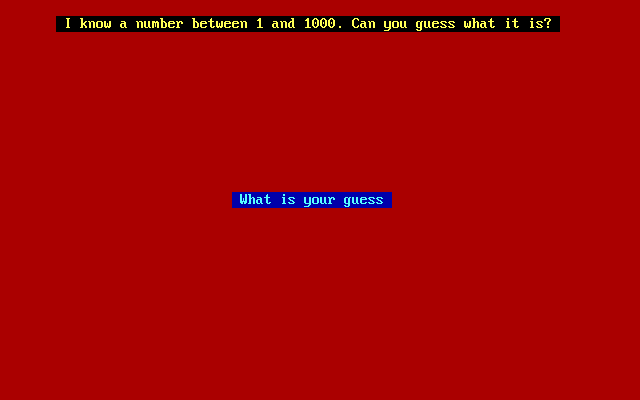 I know a number between 1 and 1000. Can you guess what it is?
What is your guess